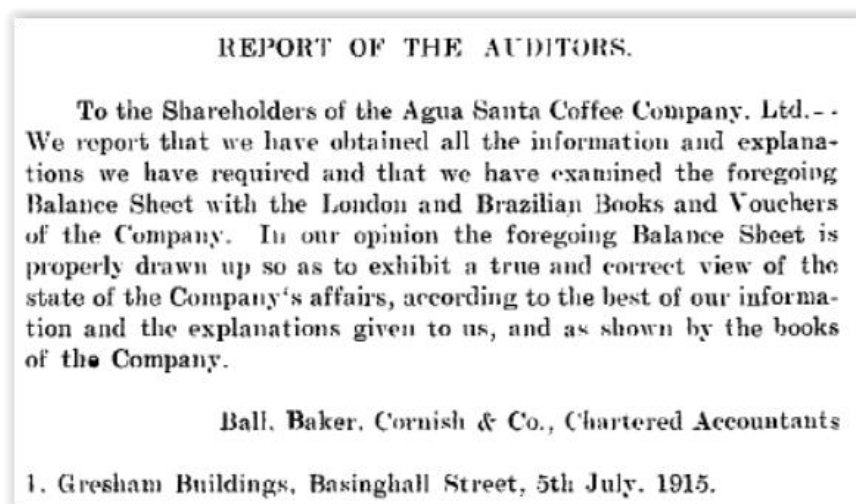 REPORT OF THE AUDITORS.
To the Shareholders of the Agua Santa Coffee Company. Ltd.--
We report that we have obtained all the information and explana-
tions we have required and that we have examined the foregoing
Balance Sheet with the London and Brazilian Books and Vouchers
of the Company. In our opinion the foregoing Balance Sheet is
properly drawn up so as to exhibit a true and correct view of the
state of the Company's affairs, according to the best of our informa-
tion and the explanations given to us, and as shown by the books
of the Company.
Ball. Baker. Cornish & Co., Chartered Accountants
1. Gresham Buildings, Basinghall Street, 5th July. 1915.